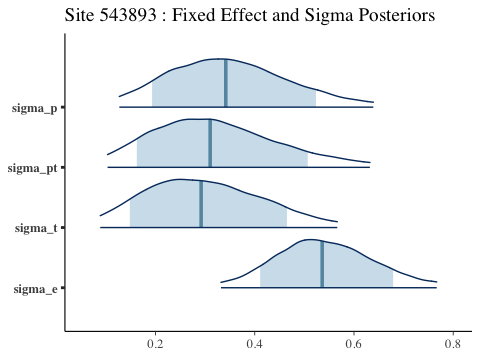 Site 543893 : Fixed Effect and Sigma Posteriors
sigma_p
sigma_pt
sigma_t
sigma_e
0.2 0.4 0.6 0.8